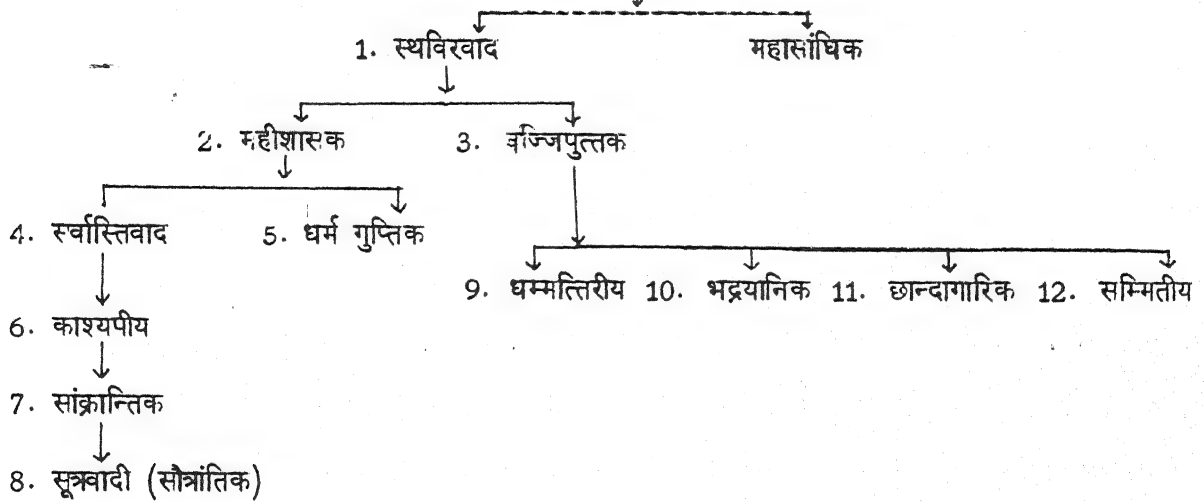 1. स्थविरवाद महासांघिक
2. महीशासक 3. वज्जिपुत्तक
4. सर्वास्तिवाद 5. धर्म गुप्तिक
9. धम्मत्तिरीय 10. भद्रयानिक 11. छान्दागारिक 12. सम्मितीय
6. काश्यपीय
7. सांक्रान्तिक
8. सूत्रवादी (सौत्रांतिक)